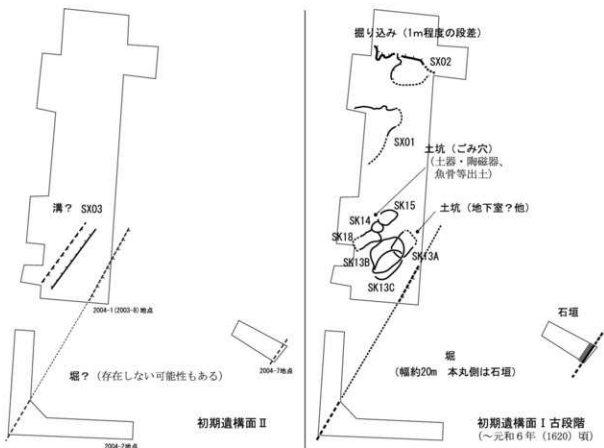 溝? SX03
2004-1(2003-8)地点
堀?(存在しない可能性もある)
2004-7地点
初期遺構面Ⅱ
2004-7地点
掘り込み(1m程度の段差)
SX02
SX01
土坑(ごみ穴)
(土器・陶磁器、
魚骨等出土)
SK15
SK14
土坑(地下室?他)
SK18
SK13A
SK13B
SK13C
石垣
堀
(幅約20m 本丸側は石垣)
初期遺構面Ⅰ古段階
(~元和6年(1620)頃)